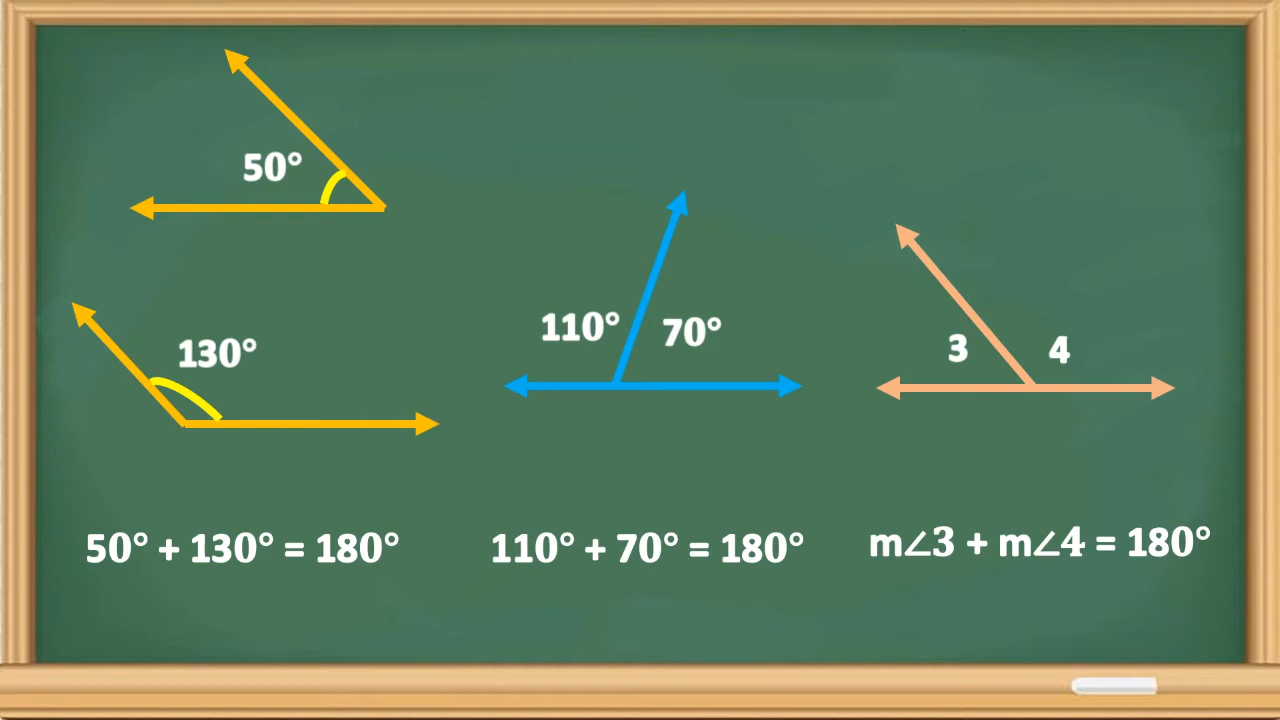 50°
130°
110°
70°
3
4
50° + 130° = 180°
110° + 70° = 180°
m∠3 + m∠4 = 180°